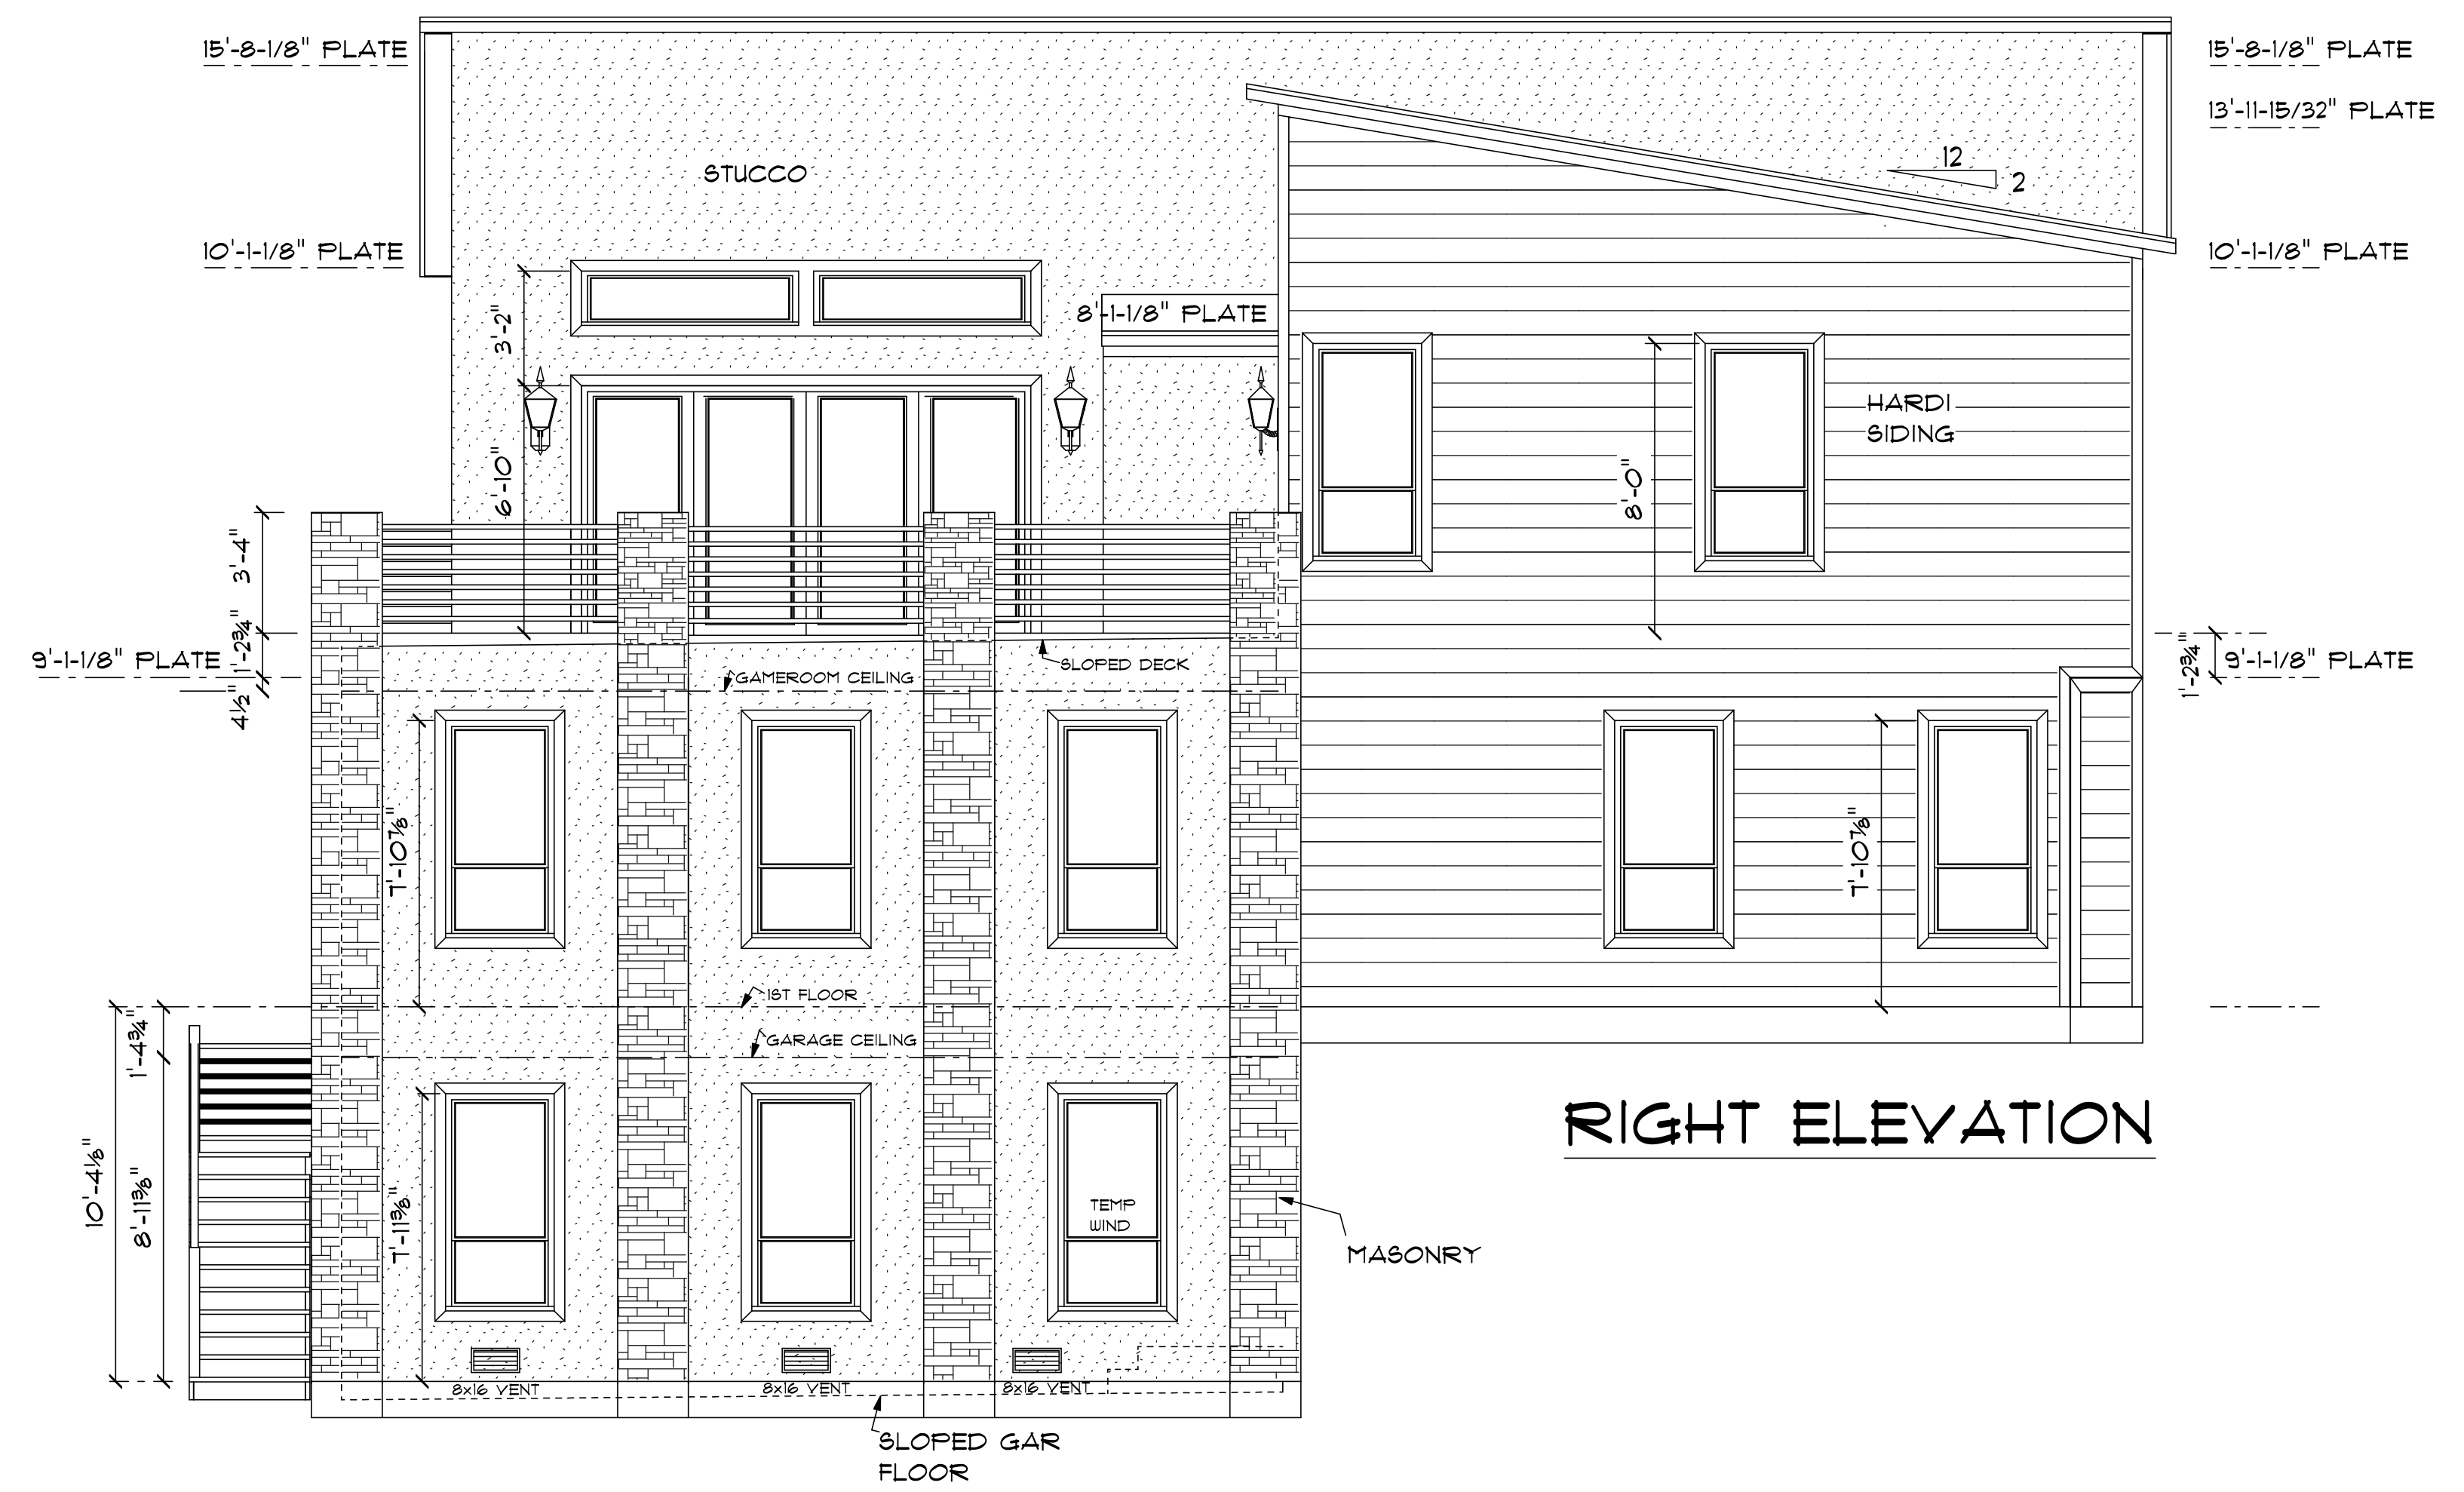 15'-8-1/8" PLATE
15'-8-1/8" PLATE
13'-11-15/32" PLATE
12
2
STUCCO
10'-1-1/8" PLATE
10'-1-1/8" PLATE
3'-2"
8'-1-1/8" PLATE
HARDI
SIDING
6'-10"
8'-0"
3'-4"
1'-2¾"
9'-1-1/8" PLATE
4½"
SLOPED DECK
GAMEROOM CEILING
1'-2¾"
9'-1-1/8" PLATE
7'-10⅞"
7'-10⅞"
1ST FLOOR
GARAGE CEILING
1'-4¾"
10'-4⅛"
8'-11⅜"
7'-11⅜"
RIGHT ELEVATION
TEMP
WIND
MASONRY
8x16 VENT
8x16 VENT
8x16 VENT
SLOPED GAR
FLOOR